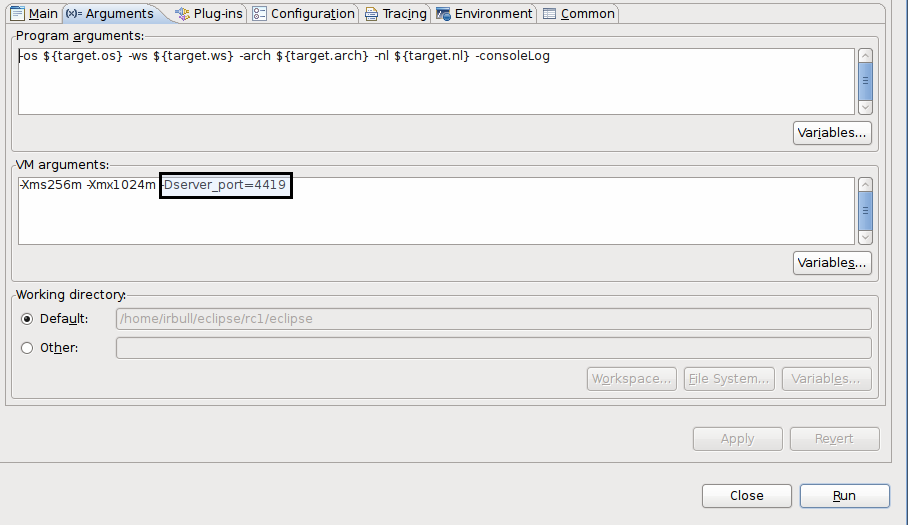 Main (x)= Arguments Plug-ins Configuration Tracing Environment Common
Program arguments:
-os ${target.os} -ws ${target.ws} -arch ${target.arch} -nl ${target.nl} -consoleLog
Variables...
VM arguments:
-Xms256m -Xmx1024m -Dserver_port=4419
Variables...
Working directory:
Default: /home/irbull/eclipse/rc1/eclipse
Other:
Workspace... File System... Variables...
Apply Revert
Close Run